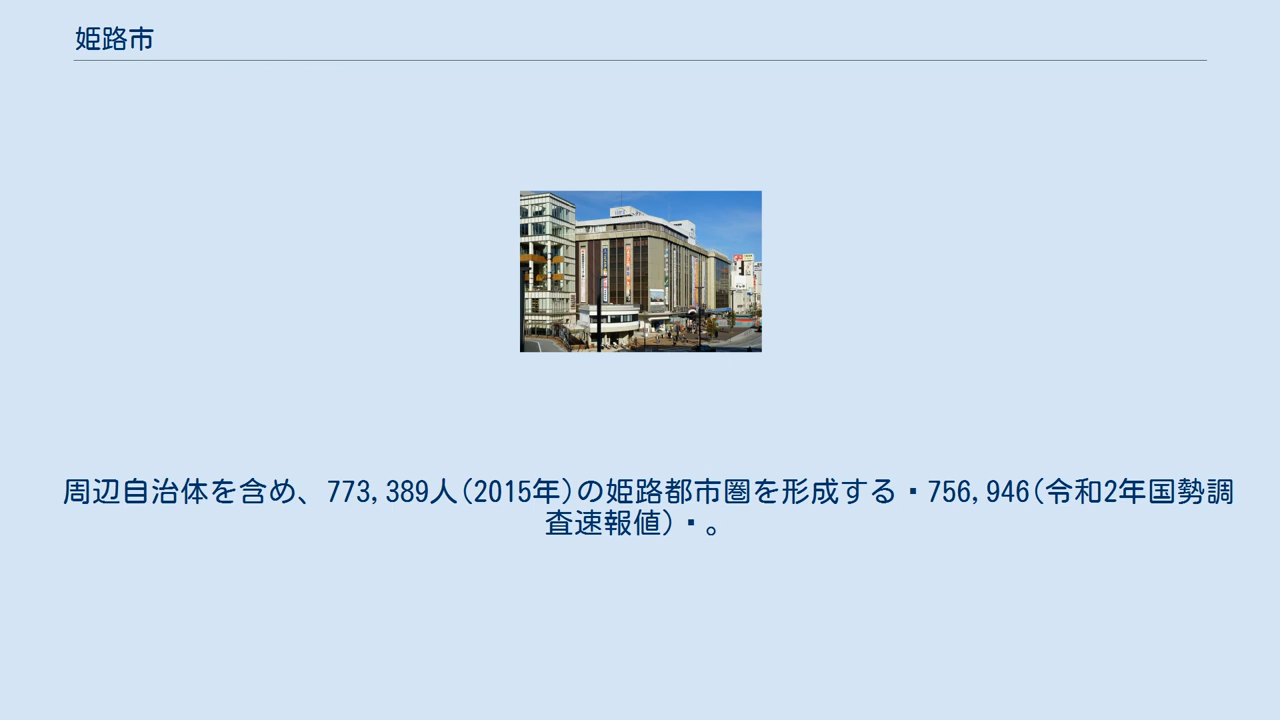 姫路市
周辺自治体を含め、773,389人(2015年)の姫路都市圏を形成する▪756,946(令和2年国勢調
査速報値)▪。